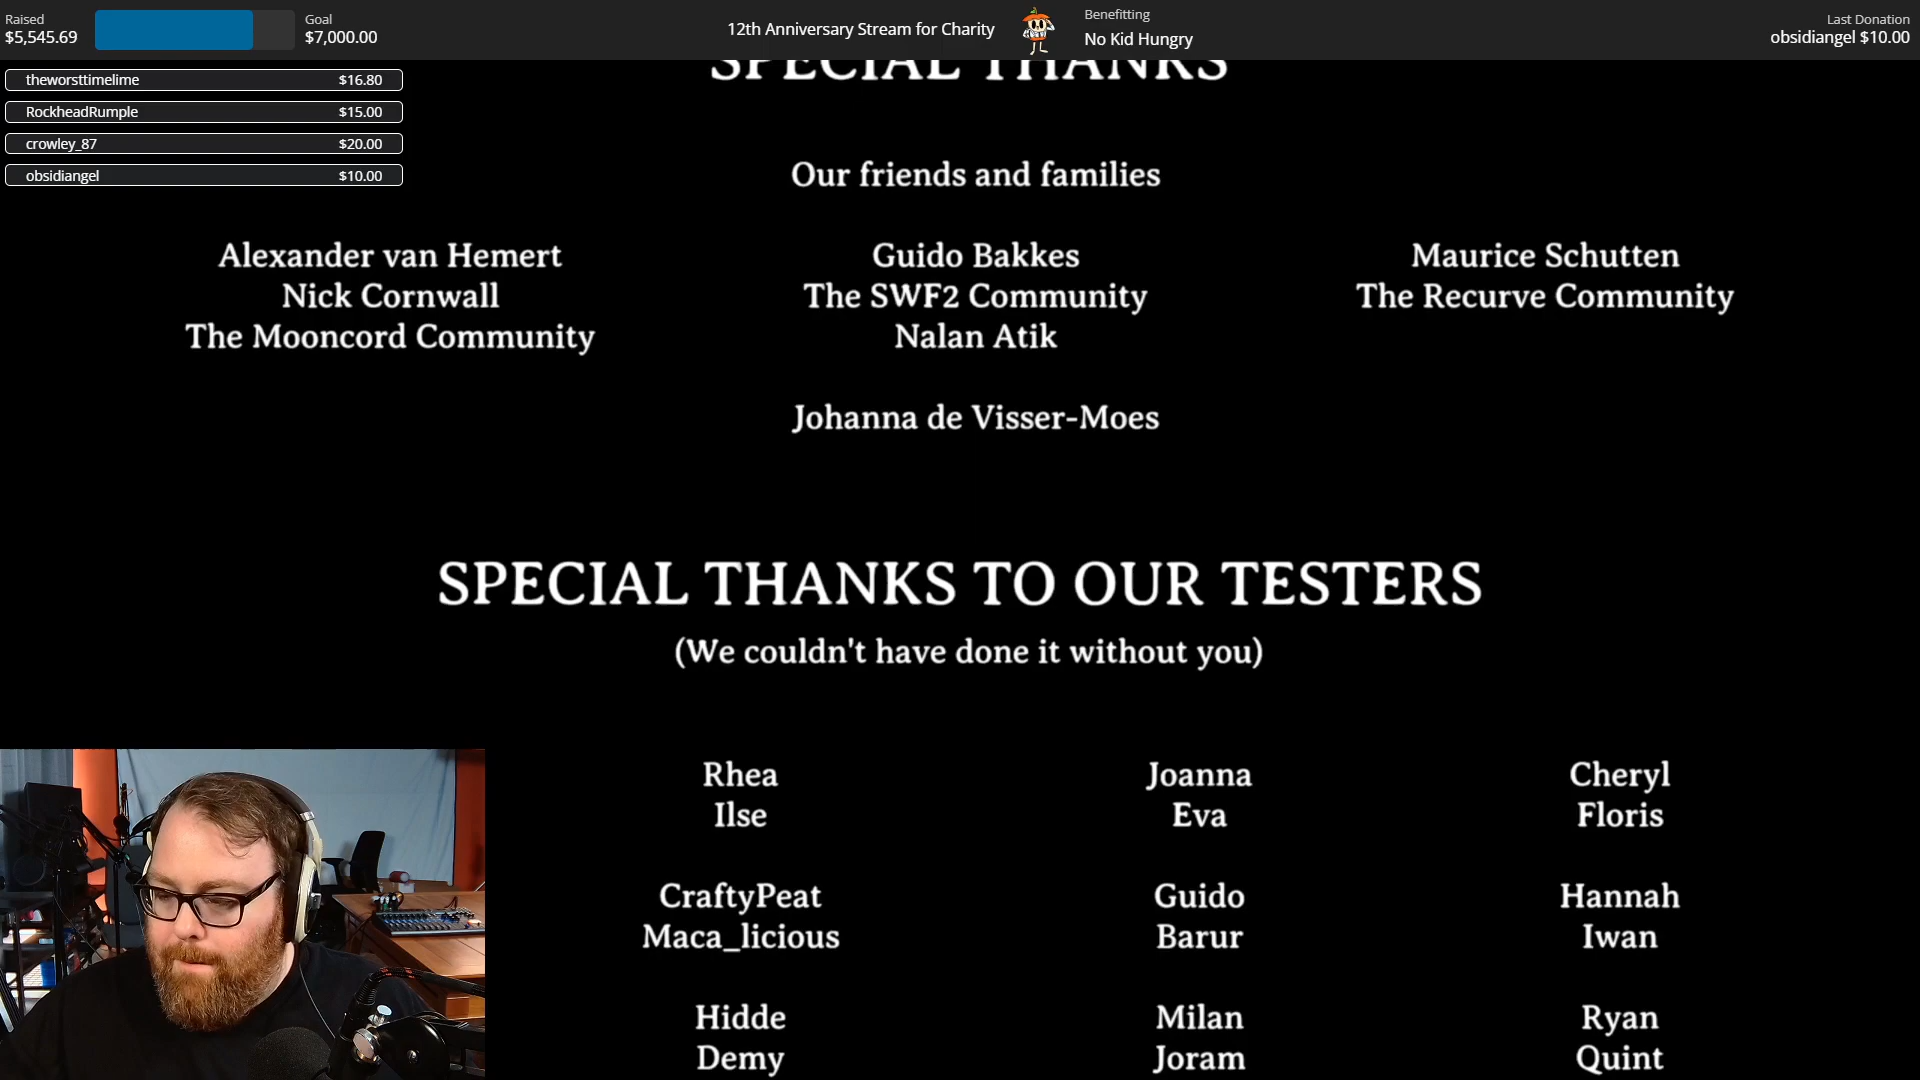 Raised
$5,545.69
Goal
$7,000.00
12th Anniversary Stream for Charity
Benefitting
No Kid Hungry
Last Donation
obsidiangel $10.00
theworsttimelime $16.80
RockheadRumple $15.00
crowley_87 $20.00
obsidiangel $10.00
SPECIAL THANKS
Our friends and families
Alexander van Hemert Guido Bakkes Maurice Schutten
Nick Cornwall The SWF2 Community The Recurve Community
The Mooncord Community Nalan Atik
Johanna de Visser-Moes
SPECIAL THANKS TO OUR TESTERS
(We couldn't have done it without you)
Rhea Joanna Cheryl
Ilse Eva Floris
CraftyPeat Guido Hannah
Maca_licious Barur Iwan
Hidde Milan Ryan
Demy Joram Quint